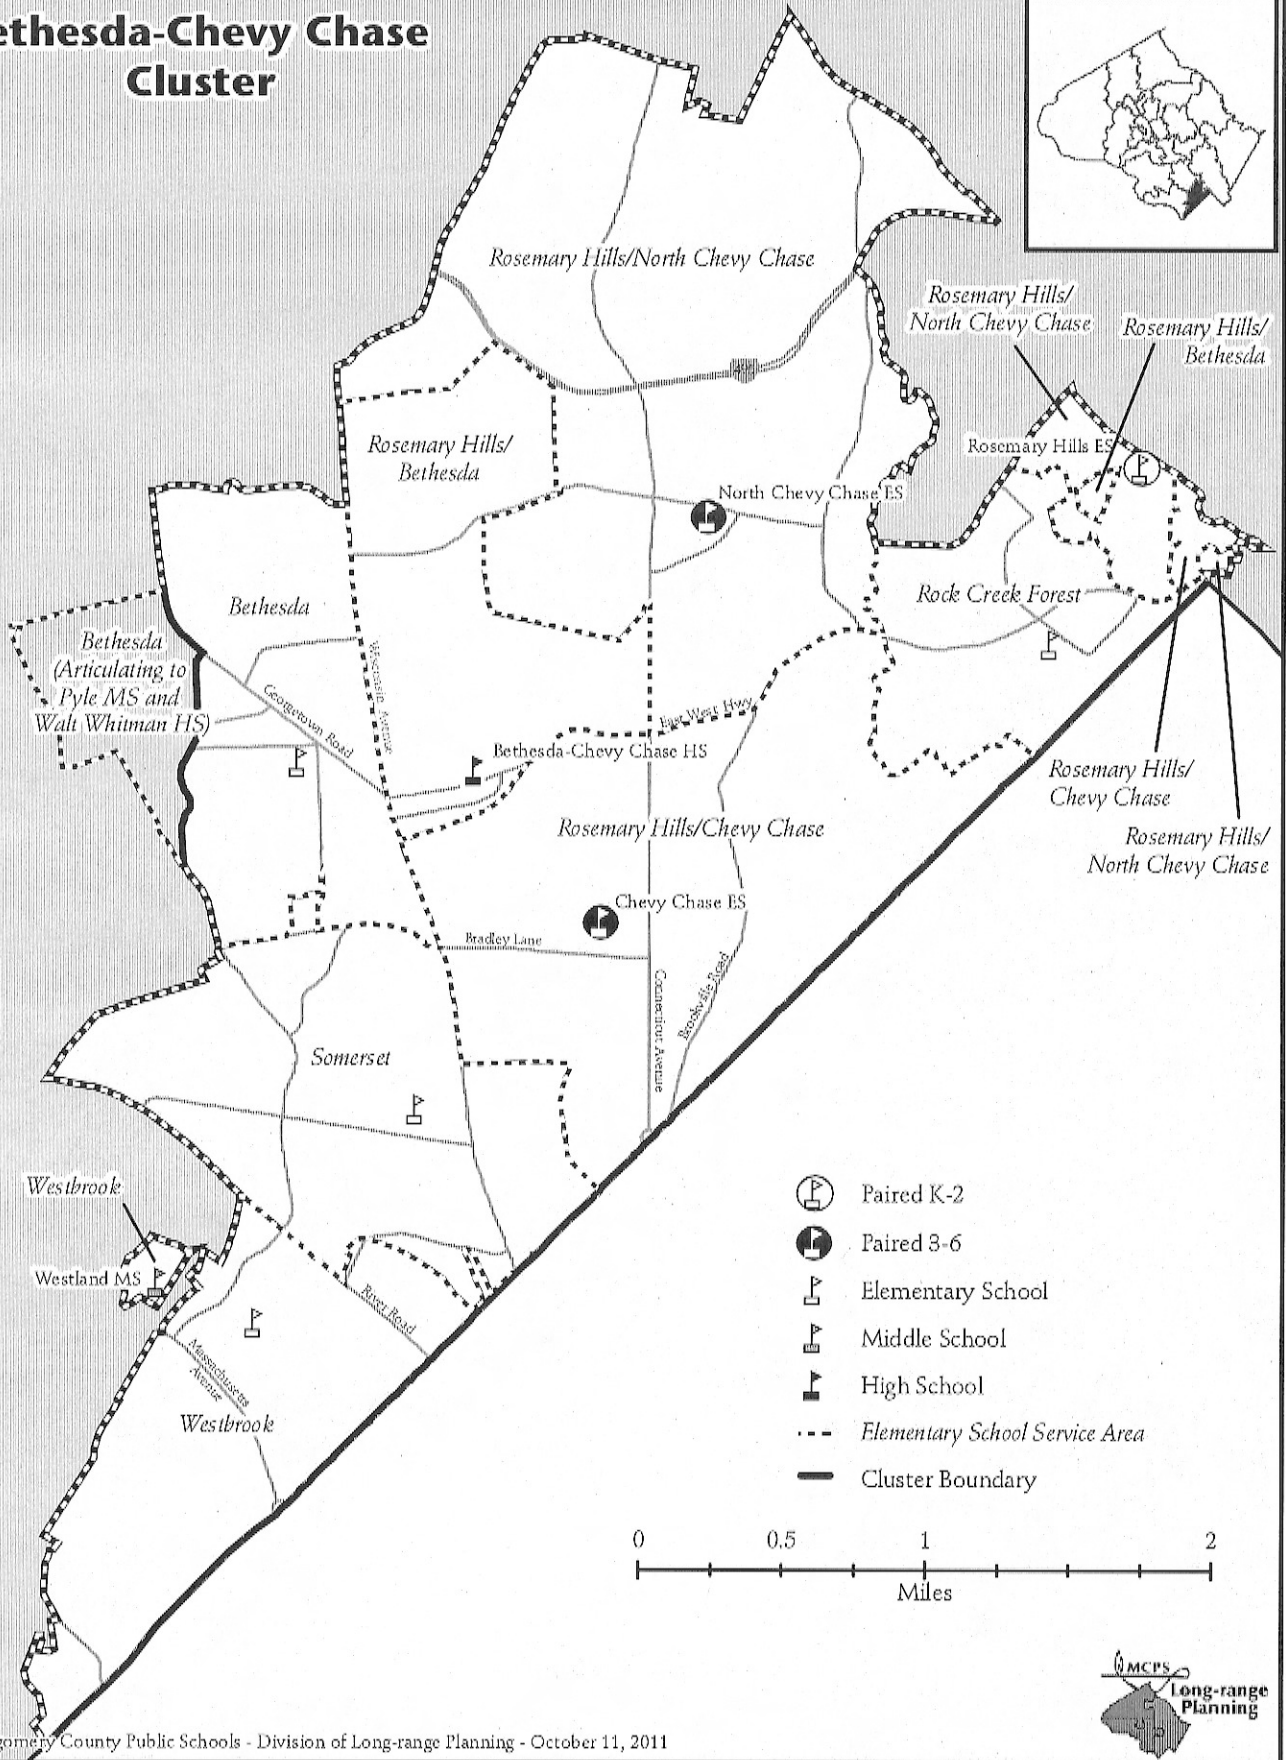 ethesda-Chevy Chase
Cluster
Rosemary Hills/North Chevy Chase
Rosemary Hills/
North Chevy Chase
Rosemary Hills/
Bethesda
Rosemary Hills ES
Rosemary Hills/
Bethesda
North Chevy Chase ES
Rock Creek Forest
Bethesda
Bethesda
(Articulating to
Pyle MS and
Walt Whitman HS)
Wisconsin Avenue
Georgetown Road
East West Hwy
Bethesda-Chevy Chase HS
Rosemary Hills/
Chevy Chase
Rosemary Hills/Chevy Chase
Rosemary Hills/
North Chevy Chase
Chevy Chase ES
Bradley Lane
Connecticut Avenue
Brookville Road
Somerset
Westbrook
Westland MS
River Road
Massachusetts
Avenue
Westbrook
Paired K-2
Paired 3-6
Elementary School
Middle School
High School
Elementary School Service Area
Cluster Boundary
0 0.5 1 2
Miles
MCPS
Long-range
Planning
gomery County Public Schools - Division of Long-range Planning - October 11, 2011